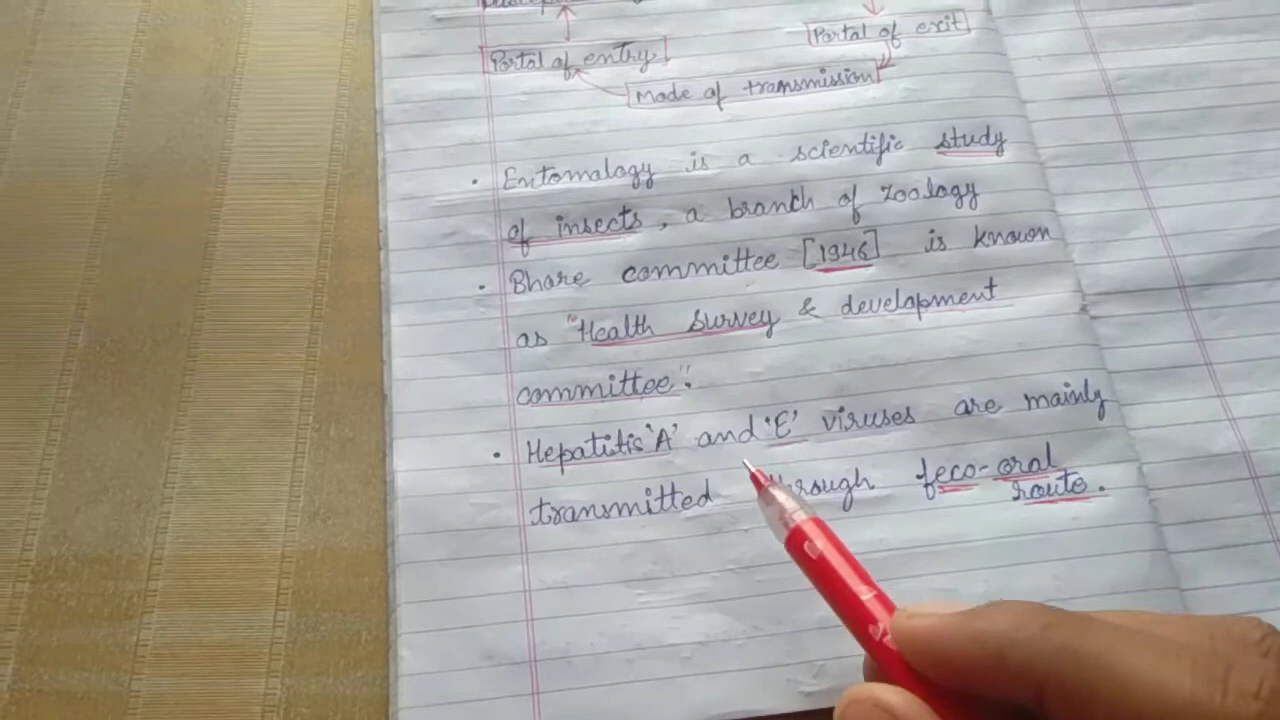 Portal of exit
Portal of entry
Mode of transmission
• Entomology is a scientific study
of insects, a branch of zoology
• Bhore committee [1946] is known
as "Health Survey & development
committee".
• Hepatitis 'A' and 'E' viruses are mainly
transmitted through feco-oral
route.